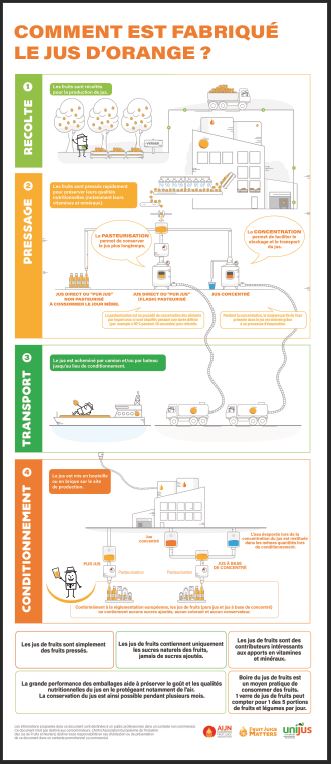 COMMENT EST FABRIQUÉ
LE JUS D'ORANGE ?
RECOLTE 1
Les fruits sont récoltés
pour la production de jus.
VERGER
PRESSAGE 2
Les fruits sont pressés rapidement
pour préserver leurs qualités
nutritionnelles (notamment leurs
vitamines et minéraux).
La PASTEURISATION
permet de conserver
le jus plus longtemps.
La CONCENTRATION
permet de faciliter le
stockage et le transport
du jus.
JUS DIRECT OU "PUR JUS"
NON PASTEURISÉ
À CONSOMMER LE JOUR MÊME.
JUS DIRECT OU "PUR JUS"
(FLASH) PASTEURISÉ
JUS CONCENTRÉ
TRANSPORT 3
Le jus est acheminé par camion et/ou par bateau
jusqu'au lieu de conditionnement.
CONDITIONNEMENT 4
Le jus est mis en bouteille
ou en brique sur le site
de production.
JUS
CONCENTRÉ
L'eau évaporée lors de la
concentration du jus est restituée
dans les mêmes quantités lors
du conditionnement.
PUR JUS
JUS À BASE
DE CONCENTRÉ
Pasteurisation
Pasteurisation
Conformément à la réglementation européenne, les jus de fruits (purs jus et jus à base de concentré)
ne contiennent aucuns sucres ajoutés, aucun colorant et aucun conservateur.
Les jus de fruits sont simplement
des fruits pressés.
Les jus de fruits contiennent uniquement
les sucres naturels des fruits,
jamais de sucres ajoutés.
Les jus de fruits sont des
contributeurs intéressants
aux apports en vitamines
et minéraux.
La grande performance des emballages aide à préserver le goût et les qualités
nutritionnelles du jus en le protégeant notamment de l'air.
La conservation du jus est ainsi possible pendant plusieurs mois.
Boire du jus de fruits est
un moyen pratique de
consommer des fruits.
1 verre de jus de fruits peut
compter pour 1 des 5 portions
de fruits et légumes par jour.
AIJN
FRUIT JUICE
MATTERS
unijus